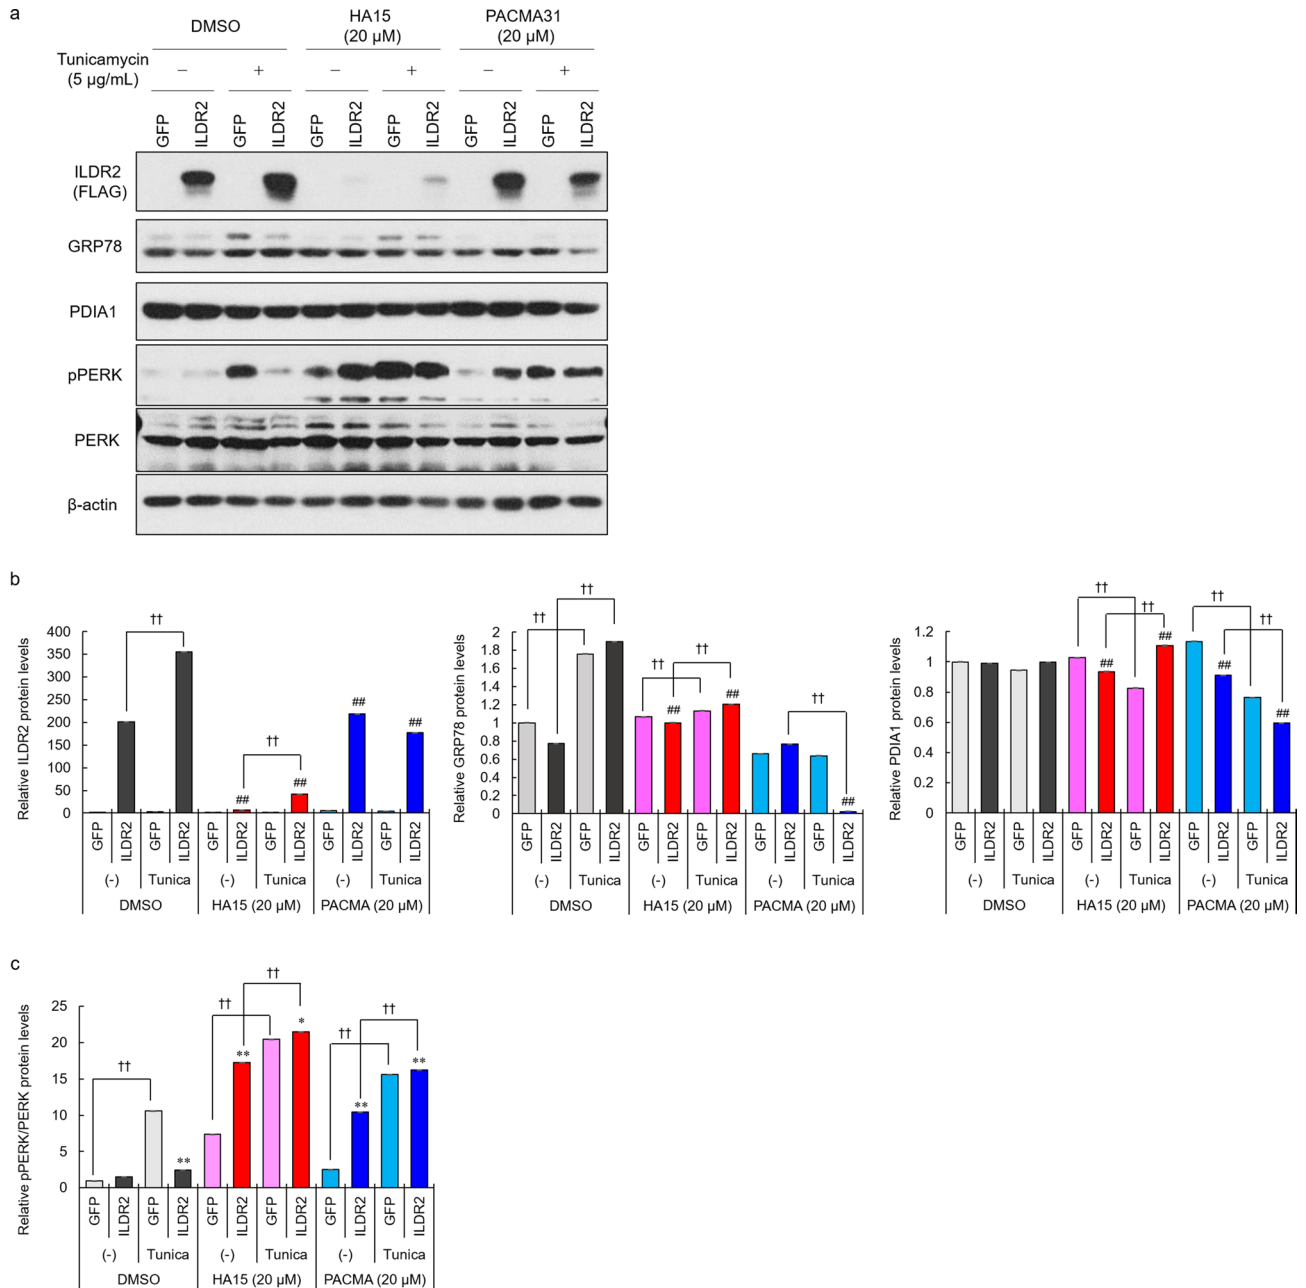 a
DMSO
HA15
(20 µM)
PACMA31
(20 µM)
Tunicamycin
(5 µg/mL)
− + − + − +
GFP ILDR2 GFP ILDR2 GFP ILDR2 GFP ILDR2 GFP ILDR2 GFP ILDR2
ILDR2
(FLAG)
GRP78
PDIA1
pPERK
PERK
β-actin
b
Relative ILDR2 protein levels
400
350
300
250
200
150
100
50
0
††
##
††
##
##
##
GFP ILDR2 GFP ILDR2 GFP ILDR2 GFP ILDR2 GFP ILDR2 GFP ILDR2
(-) Tunica (-) Tunica (-) Tunica
DMSO HA15 (20 µM) PACMA (20 µM)
Relative GRP78 protein levels
2
1.8
1.6
1.4
1.2
1
0.8
0.6
0.4
0.2
0
††
††
††
##
††
##
††
##
GFP ILDR2 GFP ILDR2 GFP ILDR2 GFP ILDR2 GFP ILDR2 GFP ILDR2
(-) Tunica (-) Tunica (-) Tunica
DMSO HA15 (20 µM) PACMA (20 µM)
Relative PDIA1 protein levels
1.2
1
0.8
0.6
0.4
0.2
0
††
††
##
##
††
††
##
##
GFP ILDR2 GFP ILDR2 GFP ILDR2 GFP ILDR2 GFP ILDR2 GFP ILDR2
(-) Tunica (-) Tunica (-) Tunica
DMSO HA15 (20 µM) PACMA (20 µM)
c
Relative pPERK/PERK protein levels
25
20
15
10
5
0
††
**
††
††
**
*
††
††
**
**
GFP ILDR2 GFP ILDR2 GFP ILDR2 GFP ILDR2 GFP ILDR2 GFP ILDR2
(-) Tunica (-) Tunica (-) Tunica
DMSO HA15 (20 µM) PACMA (20 µM)